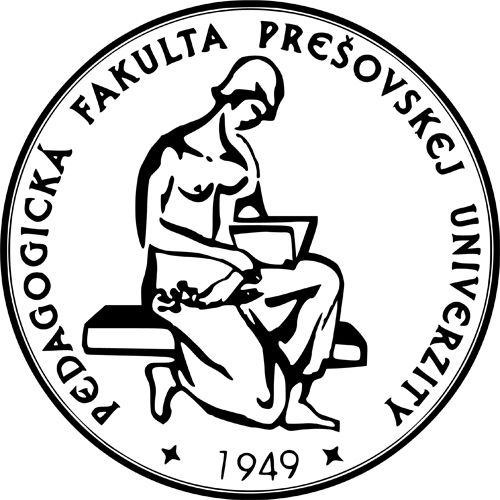 PEDAGOGICKÁ FAKULTA PREŠOVSKEJ UNIVERZITY
1949